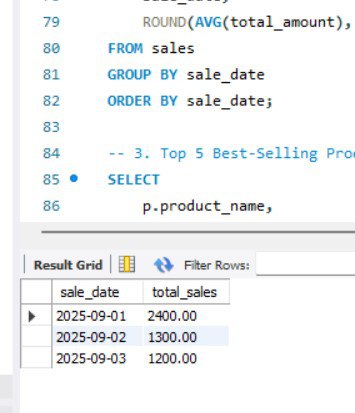 79 ROUND(AVG(total_amount),
80 FROM sales
81 GROUP BY sale_date
82 ORDER BY sale_date;
83
84 -- 3. Top 5 Best-Selling
85 SELECT
86 p.product_name,
Result Grid Filter Rows:
sale_date total_sales
2025-09-01 2400.00
2025-09-02 1300.00
2025-09-03 1200.00